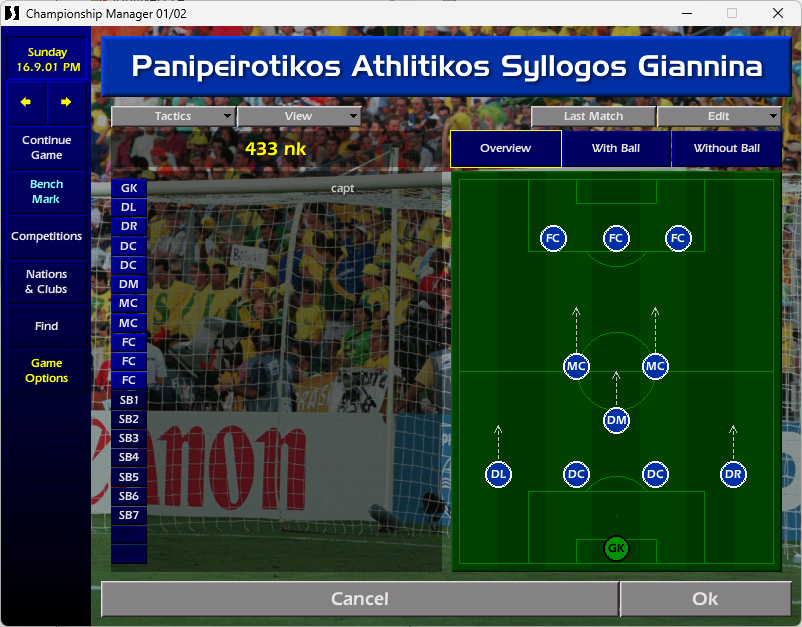 Championship Manager 01/02
Sunday
16.9.01 PM
Continue
Game
Bench
Mark
Competitions
Nations
& Clubs
Find
Game
Options
Panipeirotikos Athlitikos Syllogos Giannina
Tactics
View
Last Match
Edit
433 nk
Overview
With Ball
Without Ball
GK
capt
DL
DR
DC
DC
DM
MC
MC
FC
FC
FC
SB1
SB2
SB3
SB4
SB5
SB6
SB7
FC FC FC
MC MC
DM
DL DC DC DR
GK
Canon
Cancel
Ok